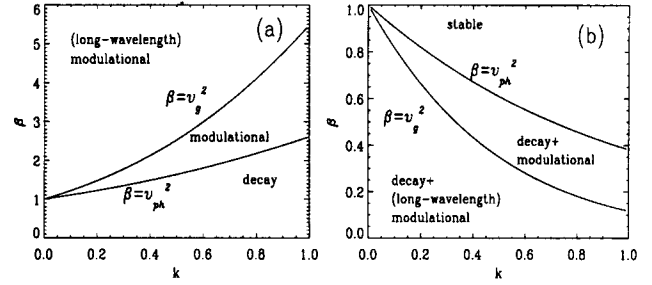 (a)
(long-wavelength)
modulational
β=v_g^2
modulational
β=v_ph^2
decay
β
6
5
4
3
2
1
0
0.0 0.2 0.4 0.6 0.8 1.0
k
(b)
stable
β=v_ph^2
β=v_g^2
decay+
modulational
decay+
(long-wavelength)
modulational
β
1.0
0.8
0.6
0.4
0.2
0.0
0.0 0.2 0.4 0.6 0.8 1.0
k